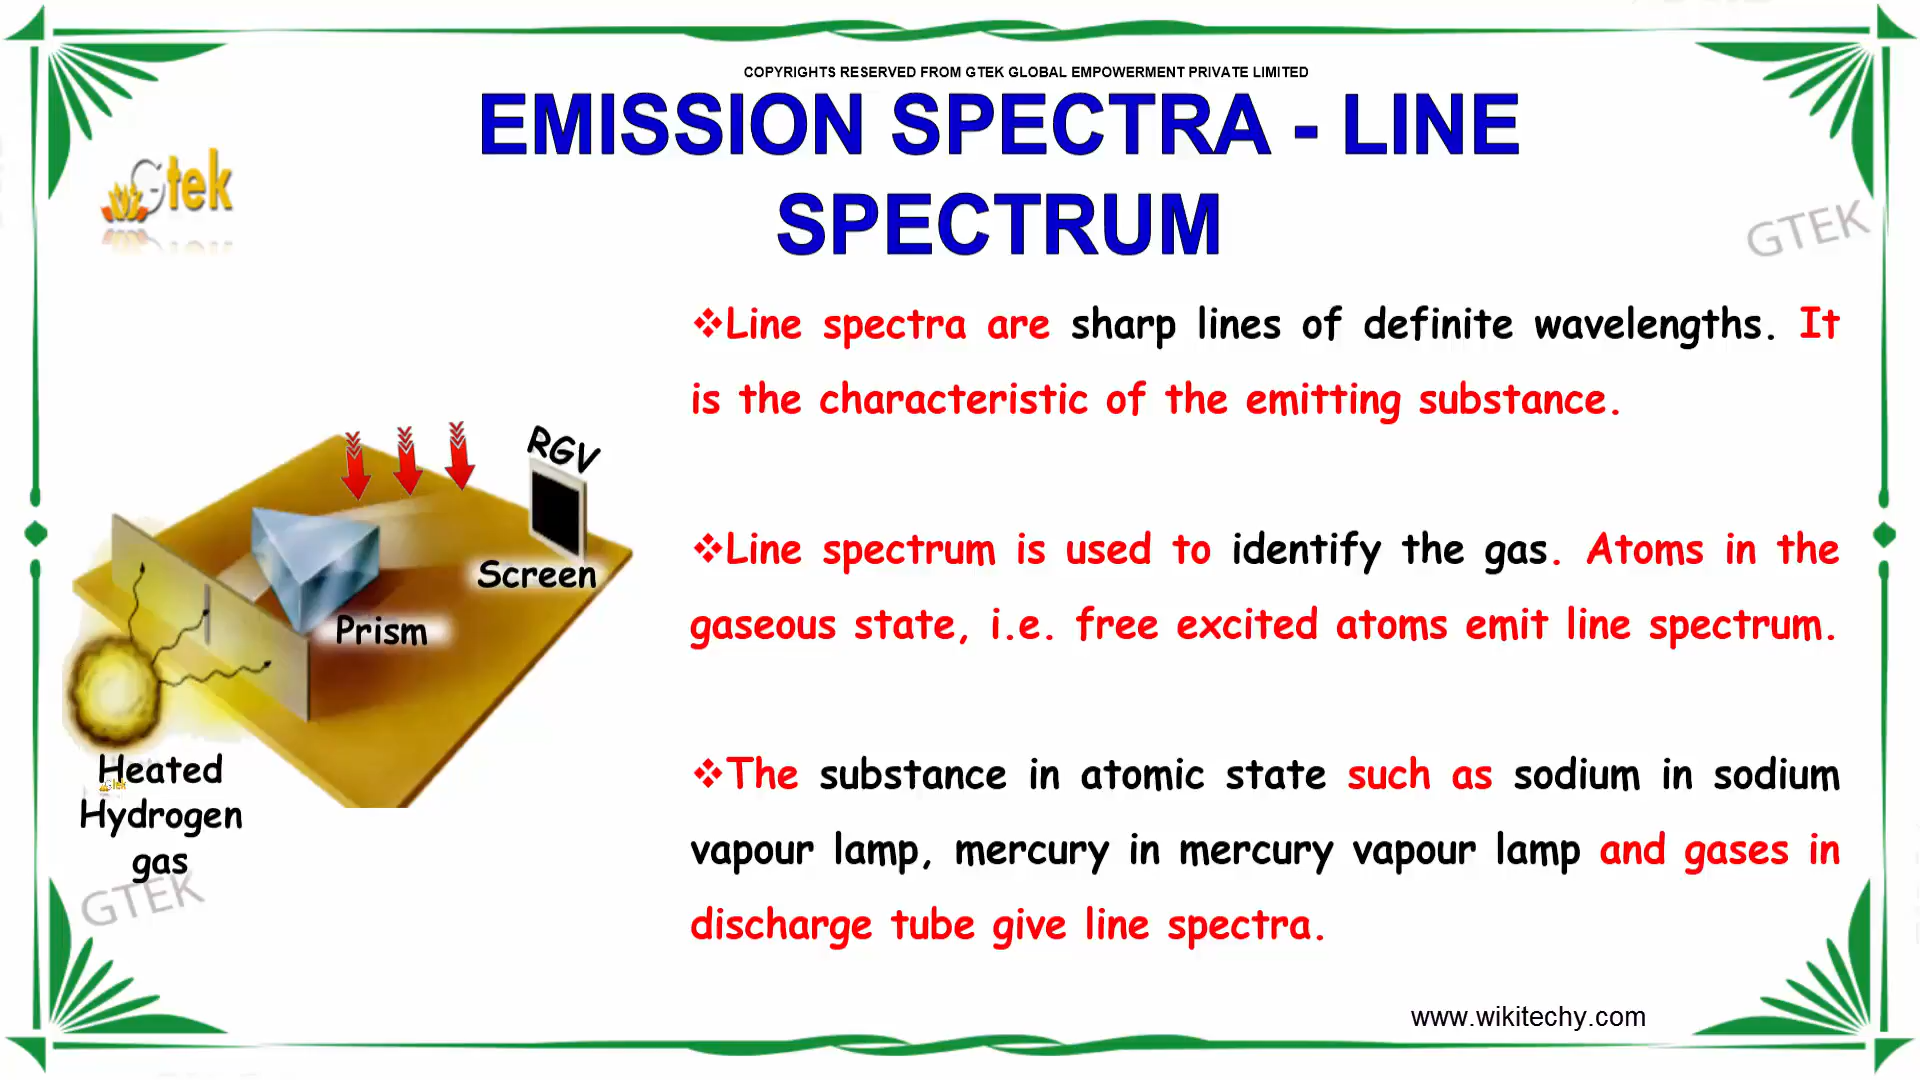 COPYRIGHTS RESERVED FROM GTEK GLOBAL EMPOWERMENT PRIVATE LIMITED
EMISSION SPECTRA - LINE
SPECTRUM
Gtek
GTEK
❖Line spectra are sharp lines of definite wavelengths. It
is the characteristic of the emitting substance.
❖Line spectrum is used to identify the gas. Atoms in the
gaseous state, i.e. free excited atoms emit line spectrum.
❖The substance in atomic state such as sodium in sodium
vapour lamp, mercury in mercury vapour lamp and gases in
discharge tube give line spectra.
RGV
Screen
Prism
Heated
Gtek
Hydrogen
gas
GTEK
www.wikitechy.com